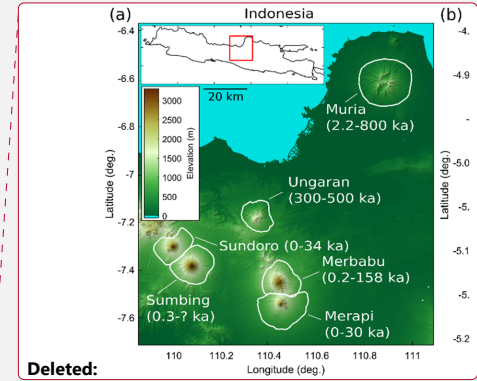 (a)
Indonesia
(b)
-6.4
-6.6
-6.8
-7
-7.2
-7.4
-7.6
Latitude (deg.)
20 km
3000
2500
2000
1500
1000
500
0
Elevation (m)
Muria
(2.2-800 ka)
Ungaran
(300-500 ka)
Sundoro (0-34 ka)
Merbabu
(0.2-158 ka)
Sumbing
(0.3-? ka)
Merapi
(0-30 ka)
110
110.2
110.4
110.6
110.8
111
Longitude (deg.)
-4.
-4.9
-5.0
-5.
-5.1
-5.
-5.2
Latitude (deg.)
Deleted: